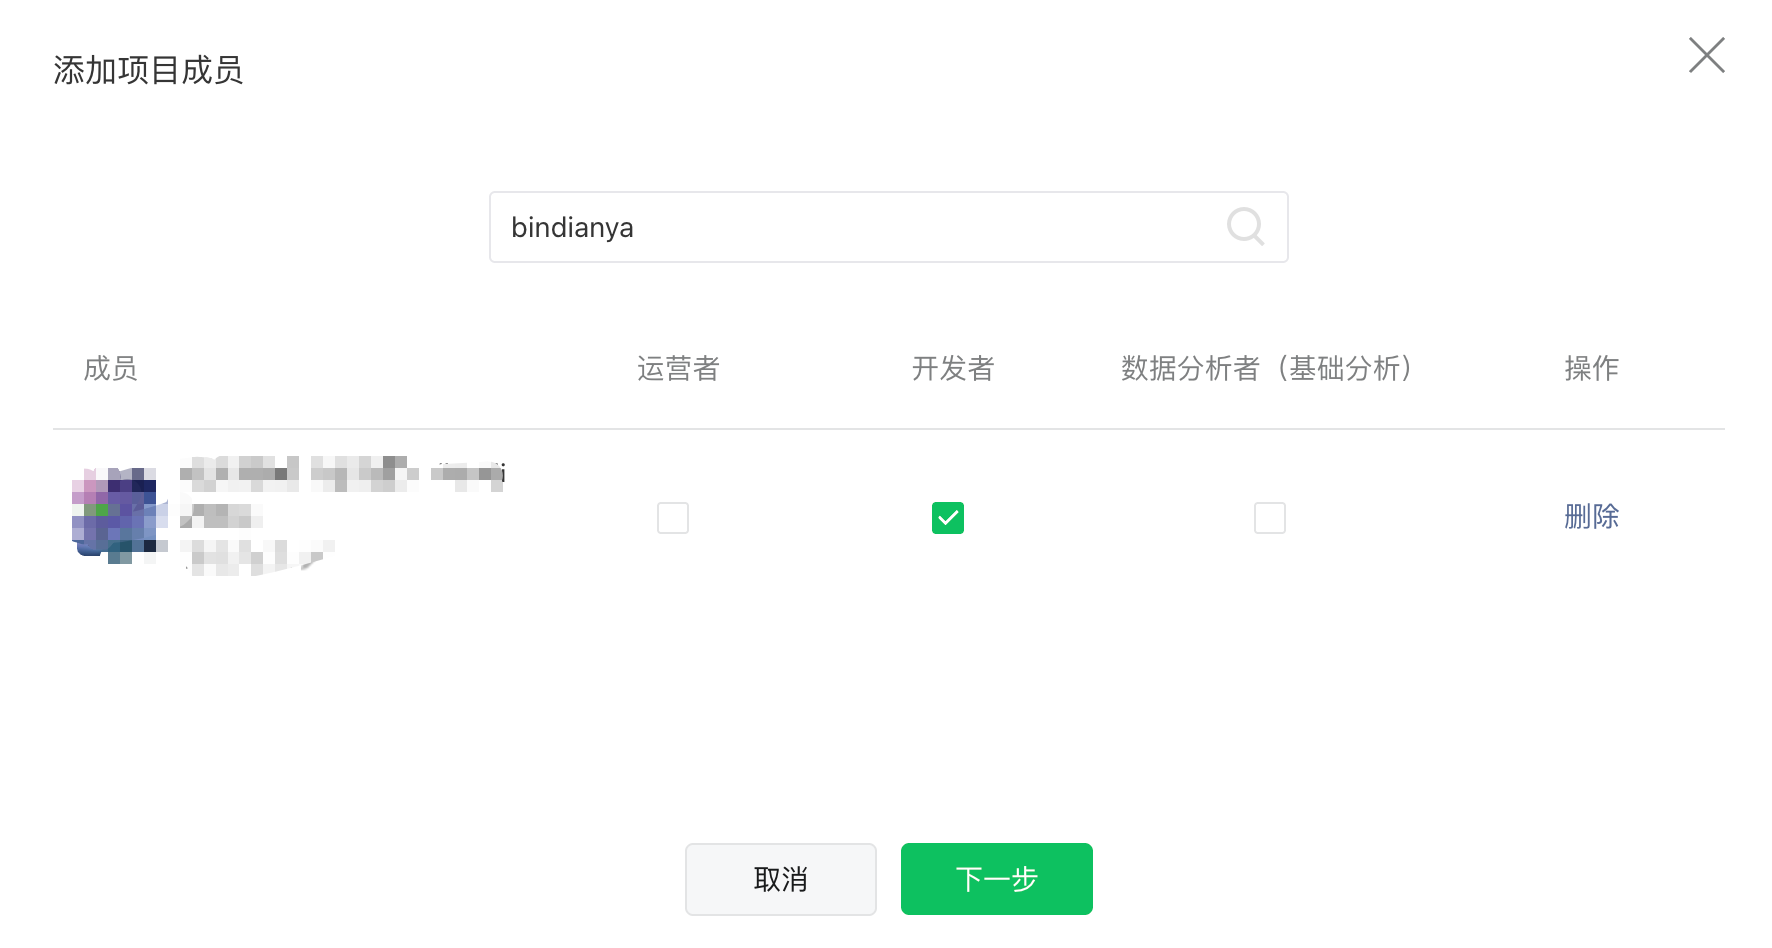 添加项目成员
bindianya
成员 运营者 开发者 数据分析者（基础分析） 操作
删除
取消 下一步